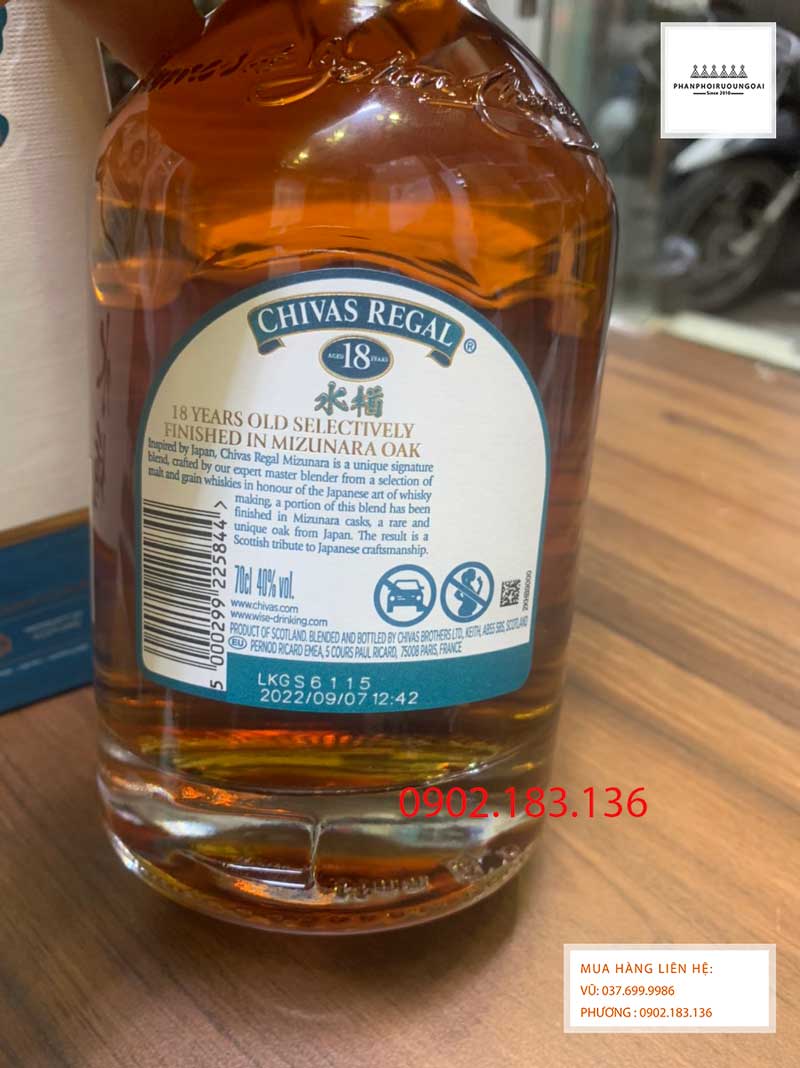 PHANPHOIRUOUNGOAI
Since 2010
CHIVAS REGAL ®
AGED 18 YEARS
水楢
18 YEARS OLD SELECTIVELY
FINISHED IN MIZUNARA OAK
Inspired by Japan, Chivas Regal Mizunara is a unique signature
blend, crafted by our expert master blender from a selection of
malt and grain whiskies in honour of the Japanese art of whisky
making, a portion of this blend has been
finished in Mizunara casks, a rare and
unique oak from Japan. The result is a
Scottish tribute to Japanese craftsmanship.
5 000299 225844 >
70cl 40% vol.
www.chivas.com
www.wise-drinking.com
PRODUCT OF SCOTLAND. BLENDED AND BOTTLED BY CHIVAS BROTHERS LTD, KEITH, AB55 5BS, SCOTLAND
EU PERNOD RICARD EMEA, 5 COURS PAUL RICARD, 75008 PARIS, FRANCE
LKGS6115
2022/09/07 12:42
0902.183.136
MUA HÀNG LIÊN HỆ:
VŨ: 037.699.9986
PHƯƠNG : 0902.183.136